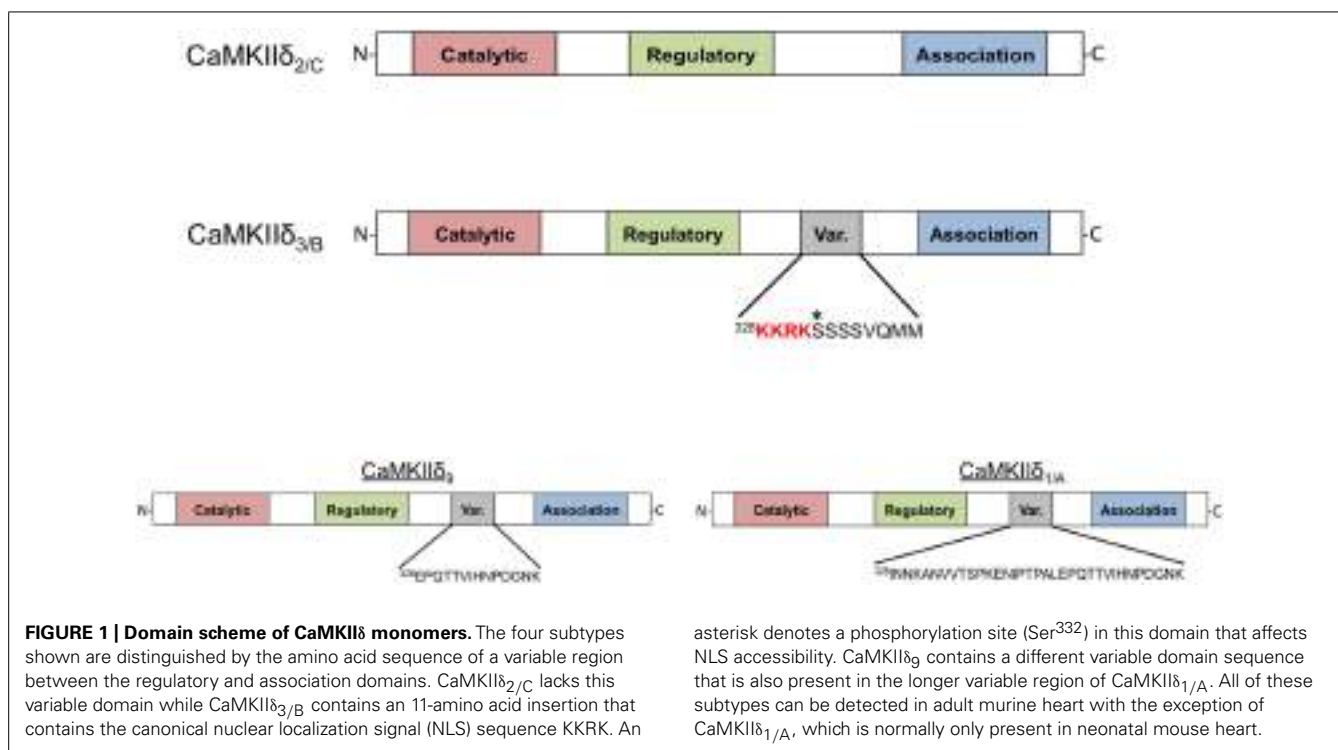 CaMKIIδ2/C N- Catalytic Regulatory Association -C
CaMKIIδ3/B N- Catalytic Regulatory Var. Association -C
328KKRKSSSSVQMM
*
CaMKIIδ9
N- Catalytic Regulatory Var. Association -C
CaMKIIδ1/A
N- Catalytic Regulatory Var. Association -C
FIGURE 1 | Domain scheme of CaMKIIδ monomers. The four subtypes
shown are distinguished by the amino acid sequence of a variable region
between the regulatory and association domains. CaMKIIδ2/C lacks this
variable domain while CaMKIIδ3/B contains an 11-amino acid insertion that
contains the canonical nuclear localization signal (NLS) sequence KKRK. An
asterisk denotes a phosphorylation site (Ser332) in this domain that affects
NLS accessibility. CaMKIIδ9 contains a different variable domain sequence
that is also present in the longer variable region of CaMKIIδ1/A. All of these
subtypes can be detected in adult murine heart with the exception of
CaMKIIδ1/A, which is normally only present in neonatal mouse heart.